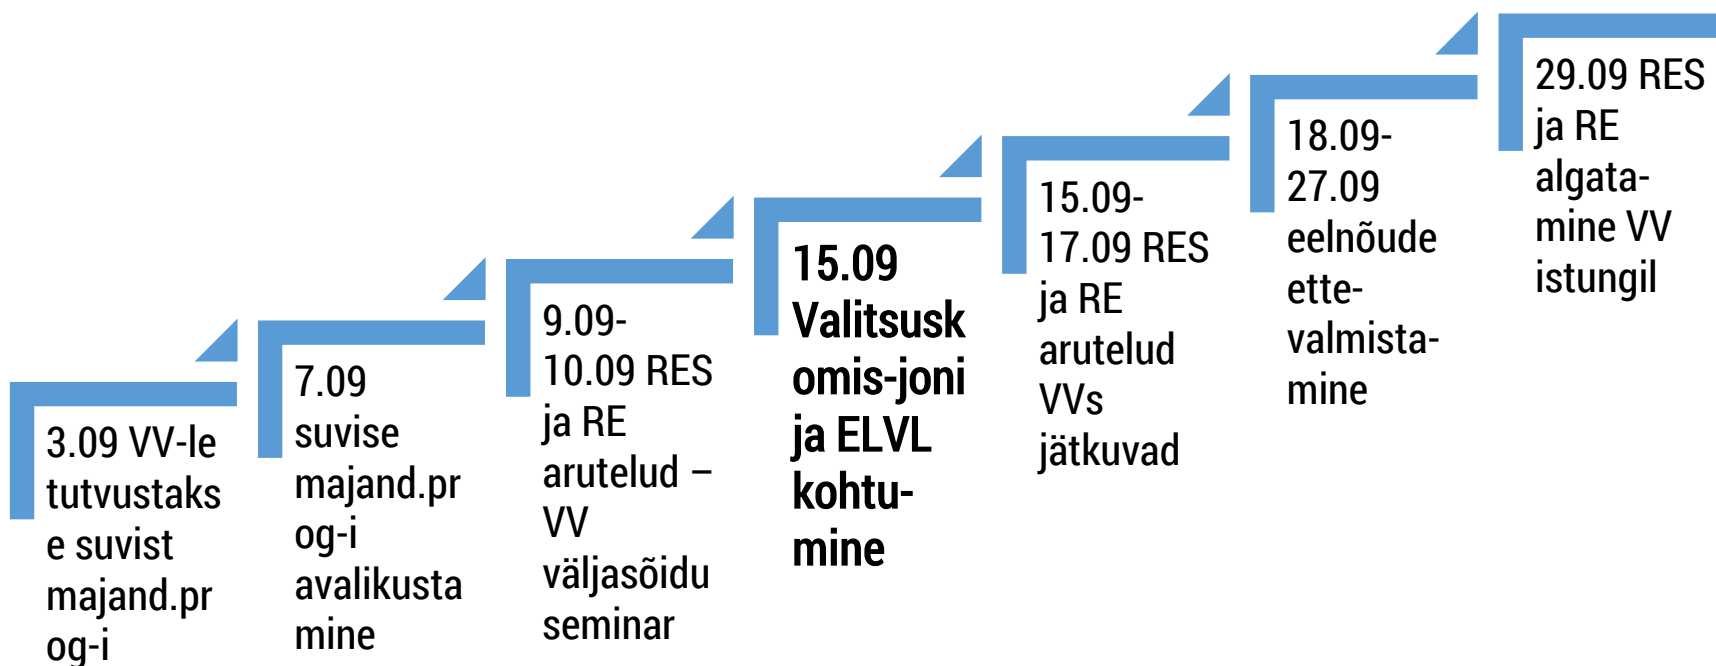 3.09 VV-le
tutvustaks
e suvist
majand.pr
og-i
7.09
suvise
majand.pr
og-i
avalikusta
mine
9.09-
10.09 RES
ja RE
arutelud –
VV
väljasõidu
seminar
15.09
Valitsusk
omis-joni
ja ELVL
kohtu-
mine
15.09-
17.09 RES
ja RE
arutelud
VVs
jätkuvad
18.09-
27.09
eelnõude
ette-
valmista-
mine
29.09 RES
ja RE
algata-
mine VV
istungil